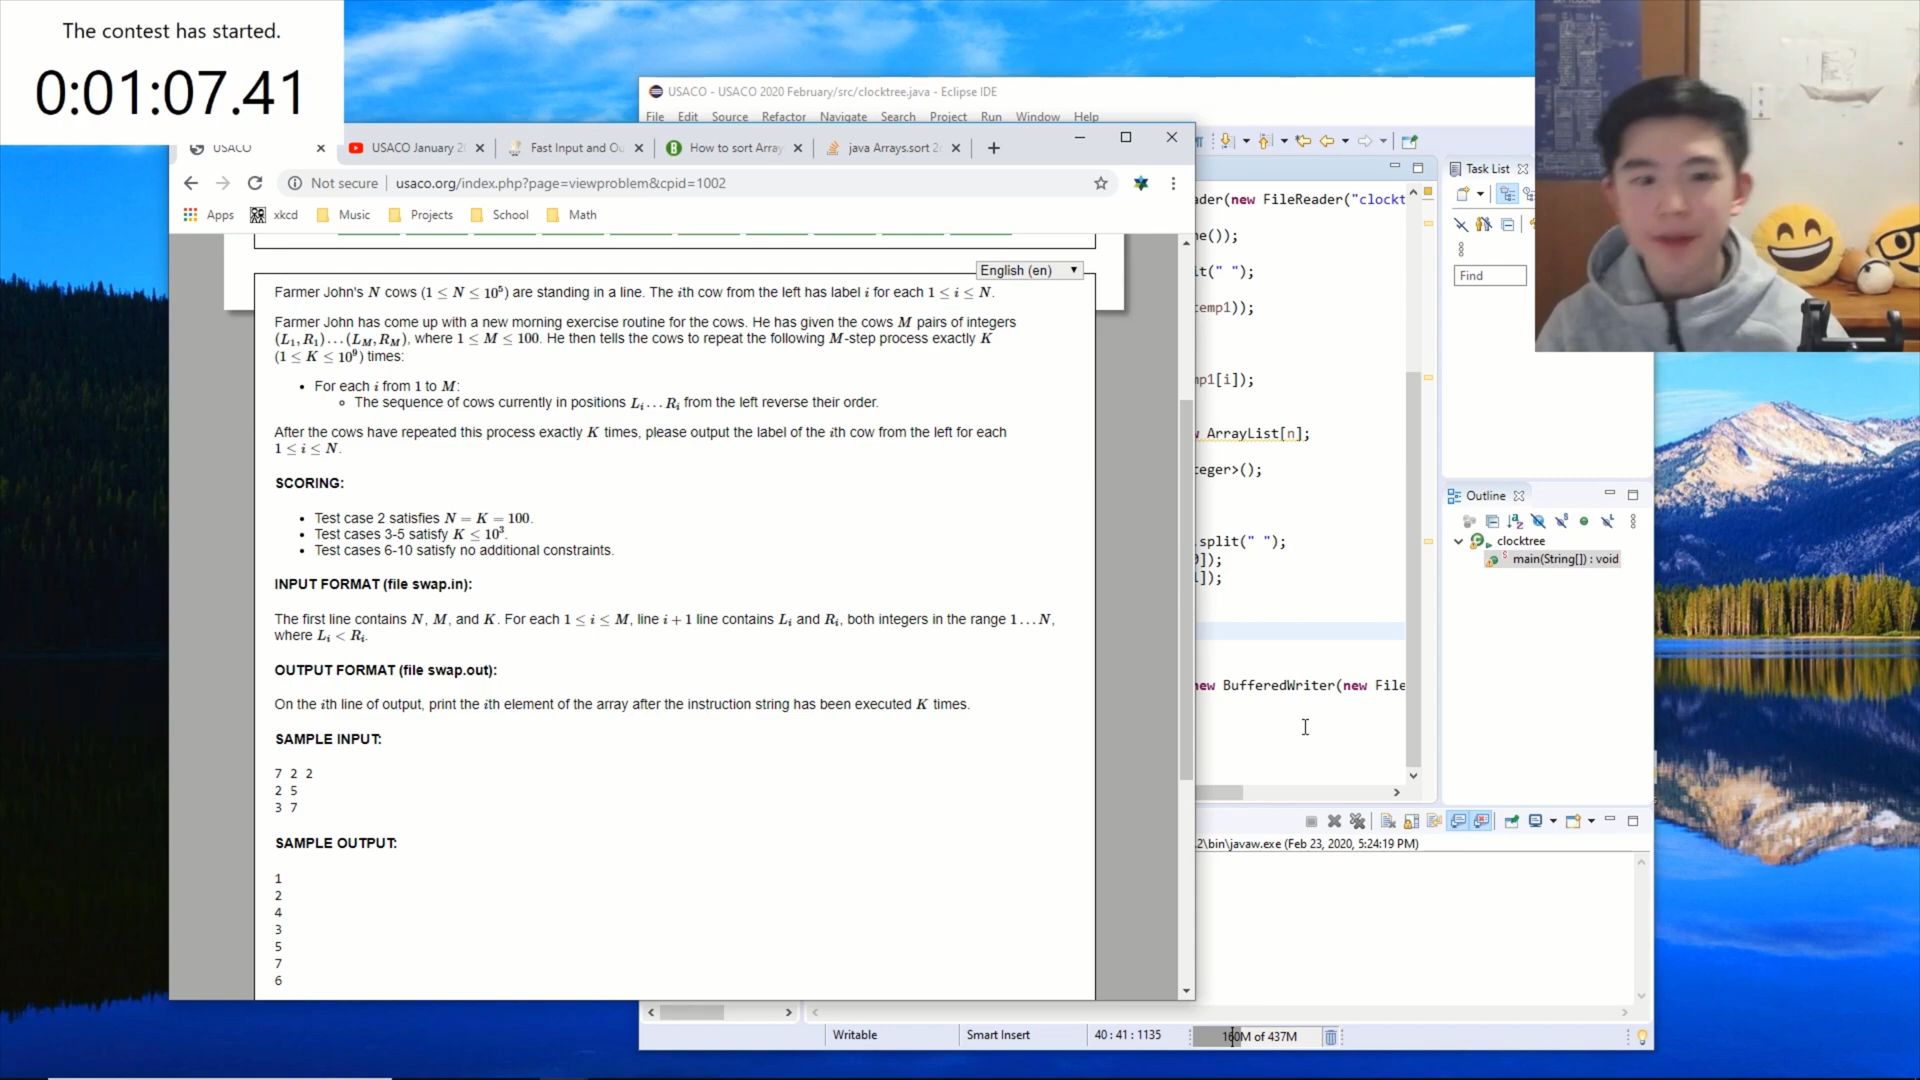 The contest has started.
0:01:07.41
USACO - USACO 2020 February/src/clocktree.java - Eclipse IDE
File Edit Source Refactor Navigate Search Project Run Window Help
USACO
USACO January 2
Fast Input and Ou
How to sort Array
java Arrays.sort 2
Not secure | usaco.org/index.php?page=viewproblem&cpid=1002
Apps xkcd Music Projects School Math
English (en)
Farmer John's N cows (1 ≤ N ≤ 10⁵) are standing in a line. The ith cow from the left has label i for each 1 ≤ i ≤ N.
Farmer John has come up with a new morning exercise routine for the cows. He has given the cows M pairs of integers
(L₁, R₁)…(L_M, R_M), where 1 ≤ M ≤ 100. He then tells the cows to repeat the following M-step process exactly K
(1 ≤ K ≤ 10⁹) times:
• For each i from 1 to M:
◦ The sequence of cows currently in positions Lᵢ…Rᵢ from the left reverse their order.
After the cows have repeated this process exactly K times, please output the label of the ith cow from the left for each
1 ≤ i ≤ N.
SCORING:
• Test case 2 satisfies N = K = 100.
• Test cases 3-5 satisfy K ≤ 10³.
• Test cases 6-10 satisfy no additional constraints.
INPUT FORMAT (file swap.in):
The first line contains N, M, and K. For each 1 ≤ i ≤ M, line i + 1 line contains Lᵢ and Rᵢ, both integers in the range 1…N,
where Lᵢ < Rᵢ.
OUTPUT FORMAT (file swap.out):
On the ith line of output, print the ith element of the array after the instruction string has been executed K times.
SAMPLE INPUT:
7 2 2
2 5
3 7
SAMPLE OUTPUT:
1
2
4
3
5
7
6
ader(new FileReader("clockt
ne());
it(" ");
temp1));
mp1[i]);
w ArrayList[n];
teger>();
.split(" ");
0]);
1]);
new BufferedWriter(new File
Task List
Find
Outline
clocktree
main(String[]) : void
.2\bin\javaw.exe (Feb 23, 2020, 5:24:19 PM)
Writable
Smart Insert
40 : 41 : 1135
160M of 437M